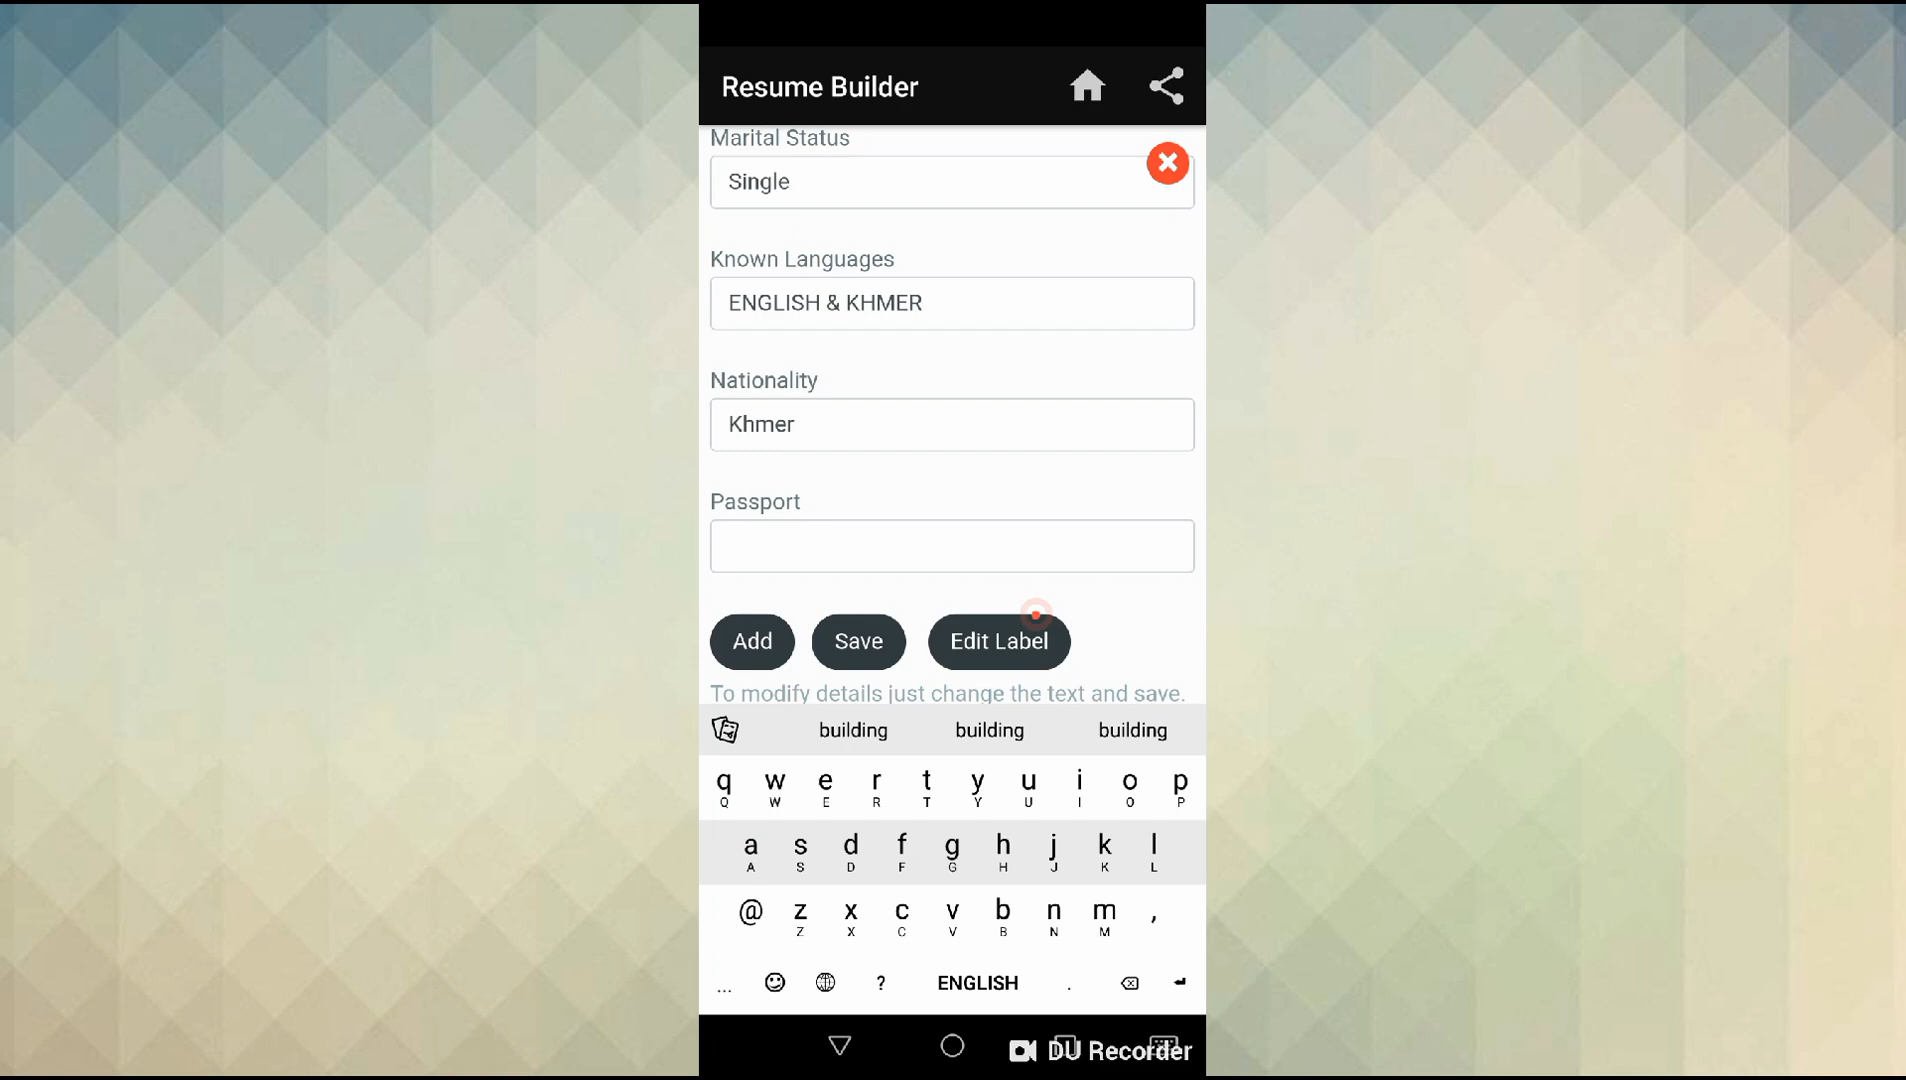 Resume Builder
Marital Status
Single
Known Languages
ENGLISH & KHMER
Nationality
Khmer
Passport
Add Save Edit Label
To modify details just change the text and save.
building building building
q w e r t y u i o p
Q W E R T Y U I O P
a s d f g h j k l
A S D F G H J K L
@ z x c v b n m ,
Z X C V B N M
... ? ENGLISH .
DU Recorder